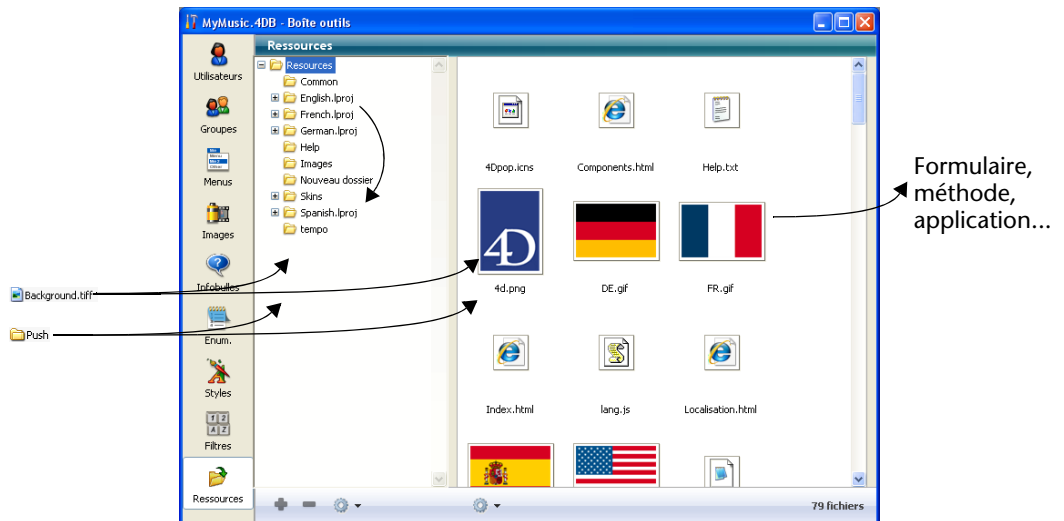 MyMusic.4DB - Boîte outils
Ressources
Utilisateurs
Groupes
Menus
Images
Infobulles
Enum.
Styles
Filtres
Ressources
Resources
Common
English.lproj
French.lproj
German.lproj
Help
Images
Nouveau dossier
Skins
Spanish.lproj
tempo
4Dpop.icns
Components.html
Help.txt
4D
4d.png
DE.gif
FR.gif
Index.html
lang.js
Localisation.html
79 fichiers
Background.tiff
Push
Formulaire,
méthode,
application...